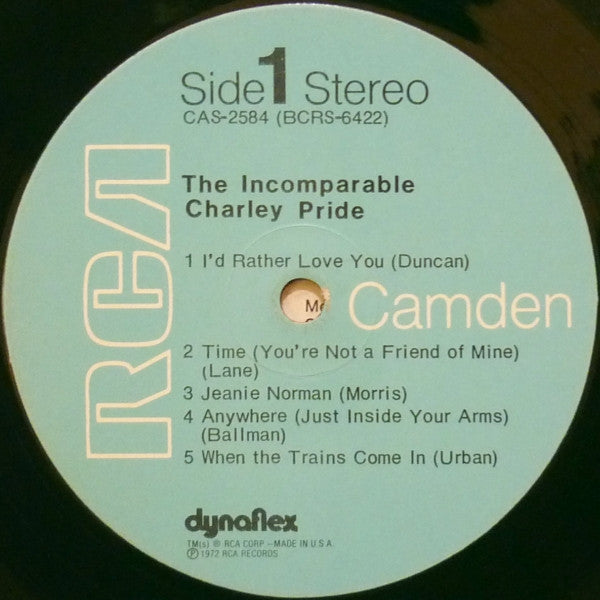 Side 1 Stereo
CAS-2584 (BCRS-6422)
The Incomparable
Charley Pride
1 I'd Rather Love You (Duncan)
RCA
Camden
2 Time (You're Not a Friend of Mine)
(Lane)
3 Jeanie Norman (Morris)
4 Anywhere (Just Inside Your Arms)
(Ballman)
5 When the Trains Come In (Urban)
dynaflex
TM(s) ® RCA CORP–MADE IN U.S.A.
℗ 1972 RCA RECORDS